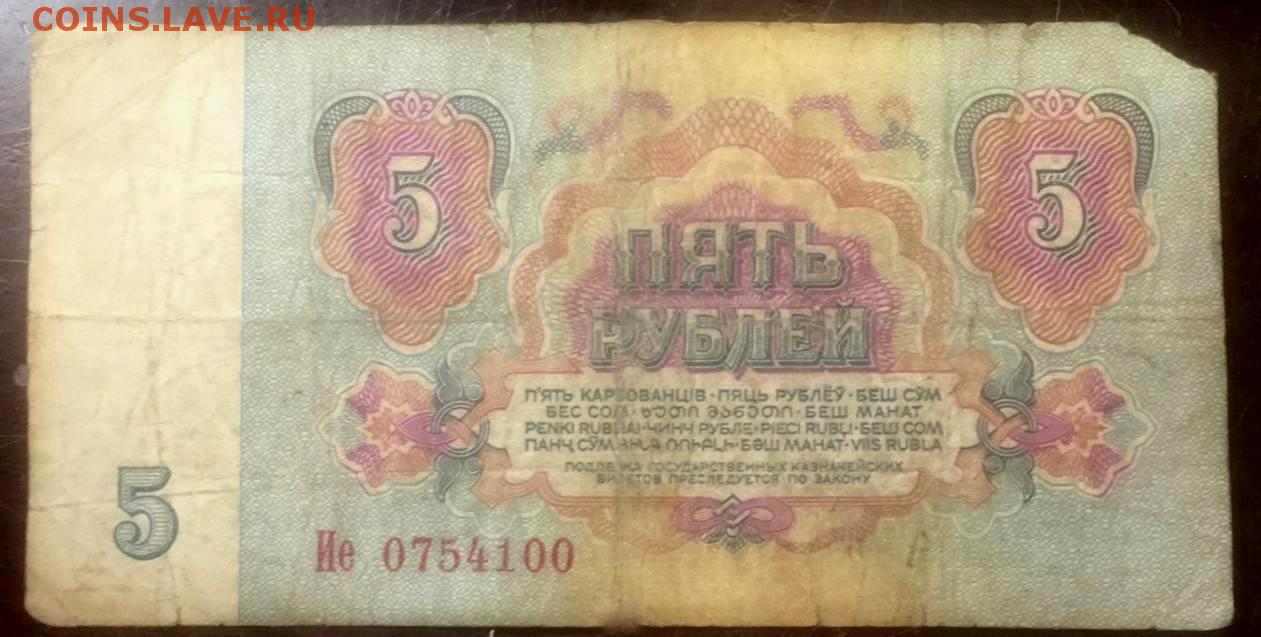 COINS.LAVE.RU
5
5
ПЯТЬ
РУБЛЕЙ
П'ЯТЬ КАРБОВАНЦІВ · ПЯЦЬ РУБЛЁЎ · БЕШ СЎМ
БЕС СОМ · ხუთი მანეთი · БЕШ МАНАТ
PENKI RUBLIAI · ЧИНЧ РУБЛЕ · PIECI RUBĻI · БЕШ СОМ
ПАНҶ СЎМ · ՀԻՆԳ ՌՈՒԲԼԻ · БӘШ МАНАТ · VIIS RUBLA
ПОДДЕЛКА ГОСУДАРСТВЕННЫХ КАЗНАЧЕЙСКИХ
БИЛЕТОВ ПРЕСЛЕДУЕТСЯ ПО ЗАКОНУ
5
Ие 0754100